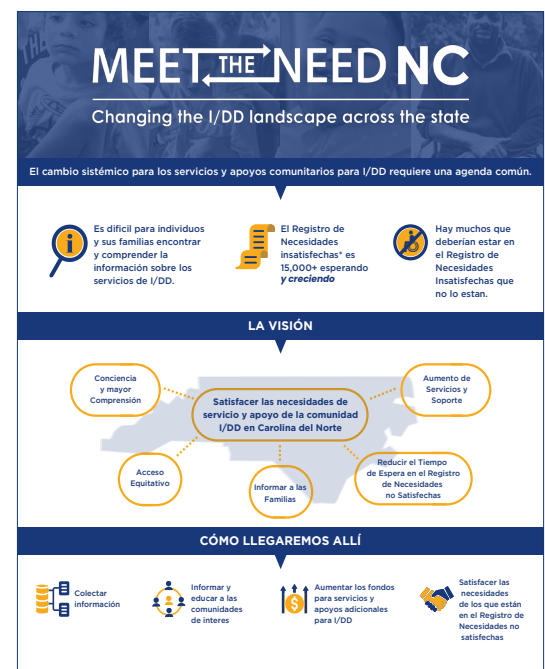 MEET THE NEED NC
Changing the I/DD landscape across the state
El cambio sistémico para los servicios y apoyos comunitarios para I/DD requiere una agenda común.
Es dificil para individuos
y sus familias encontrar
y comprender la
información sobre los
servicios de I/DD.
El Registro de
Necesidades
insatisfechas* es
15,000+ esperando
y creciendo
Hay muchos que
deberían estar en
el Registro de
Necesidades
Insatisfechas que
no lo estan.
LA VISIÓN
Conciencia
y mayor
Comprensión
Satisfacer las necesidades de
servicio y apoyo de la comunidad
I/DD en Carolina del Norte
Aumento de
Servicios y
Soporte
Acceso
Equitativo
Informar a las
Familias
Reducir el Tiempo
de Espera en el Registro
de Necesidades
no Satisfechas
CÓMO LLEGAREMOS ALLÍ
Colectar
información
Informar y
educar a las
comunidades
de interes
Aumentar los fondos
para servicios y
apoyos adicionales
para I/DD
Satisfacer las
necesidades
de los que están
en el Registro de
Necesidades no
satisfechas